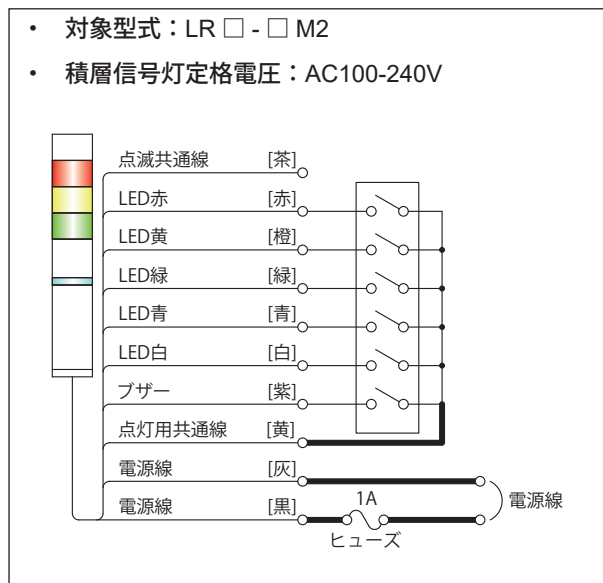 ・ 対象型式：LR □ - □ M2
・ 積層信号灯定格電圧：AC100-240V
点滅共通線 [茶]
LED赤 [赤]
LED黄 [橙]
LED緑 [緑]
LED青 [青]
LED白 [白]
ブザー [紫]
点灯用共通線 [黄]
電源線 [灰]
1A
電源線
電源線 [黒]
ヒューズ